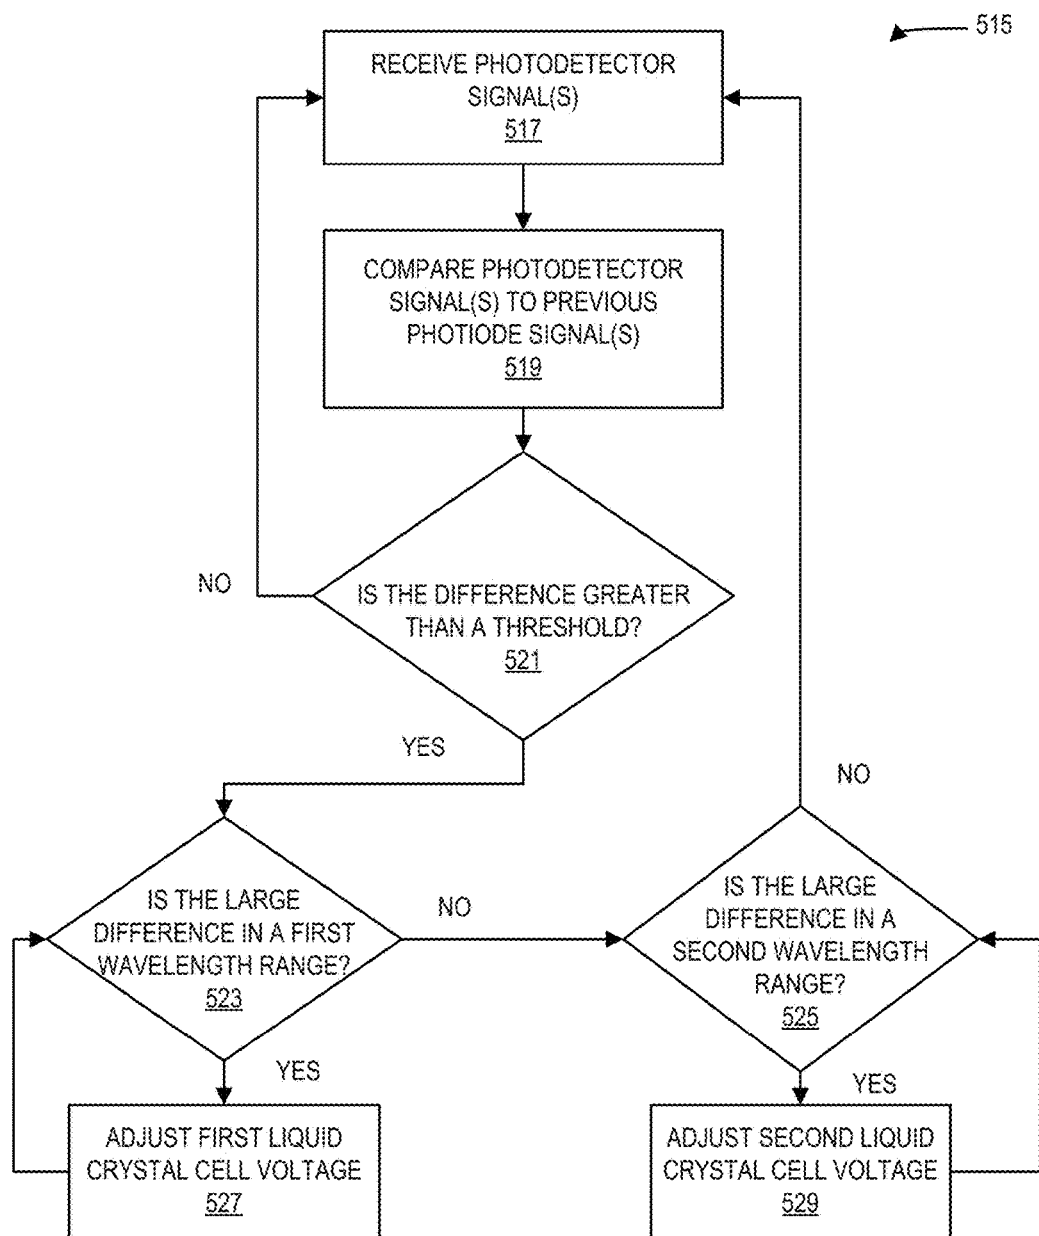 515
RECEIVE PHOTODETECTOR
SIGNAL(S)
517
COMPARE PHOTODETECTOR
SIGNAL(S) TO PREVIOUS
PHOTIODE SIGNAL(S)
519
NO
IS THE DIFFERENCE GREATER
THAN A THRESHOLD?
521
YES
NO
IS THE LARGE
DIFFERENCE IN A FIRST
WAVELENGTH RANGE?
523
NO
IS THE LARGE
DIFFERENCE IN A
SECOND WAVELENGTH
RANGE?
525
YES
YES
ADJUST FIRST LIQUID
CRYSTAL CELL VOLTAGE
527
ADJUST SECOND LIQUID
CRYSTAL CELL VOLTAGE
529